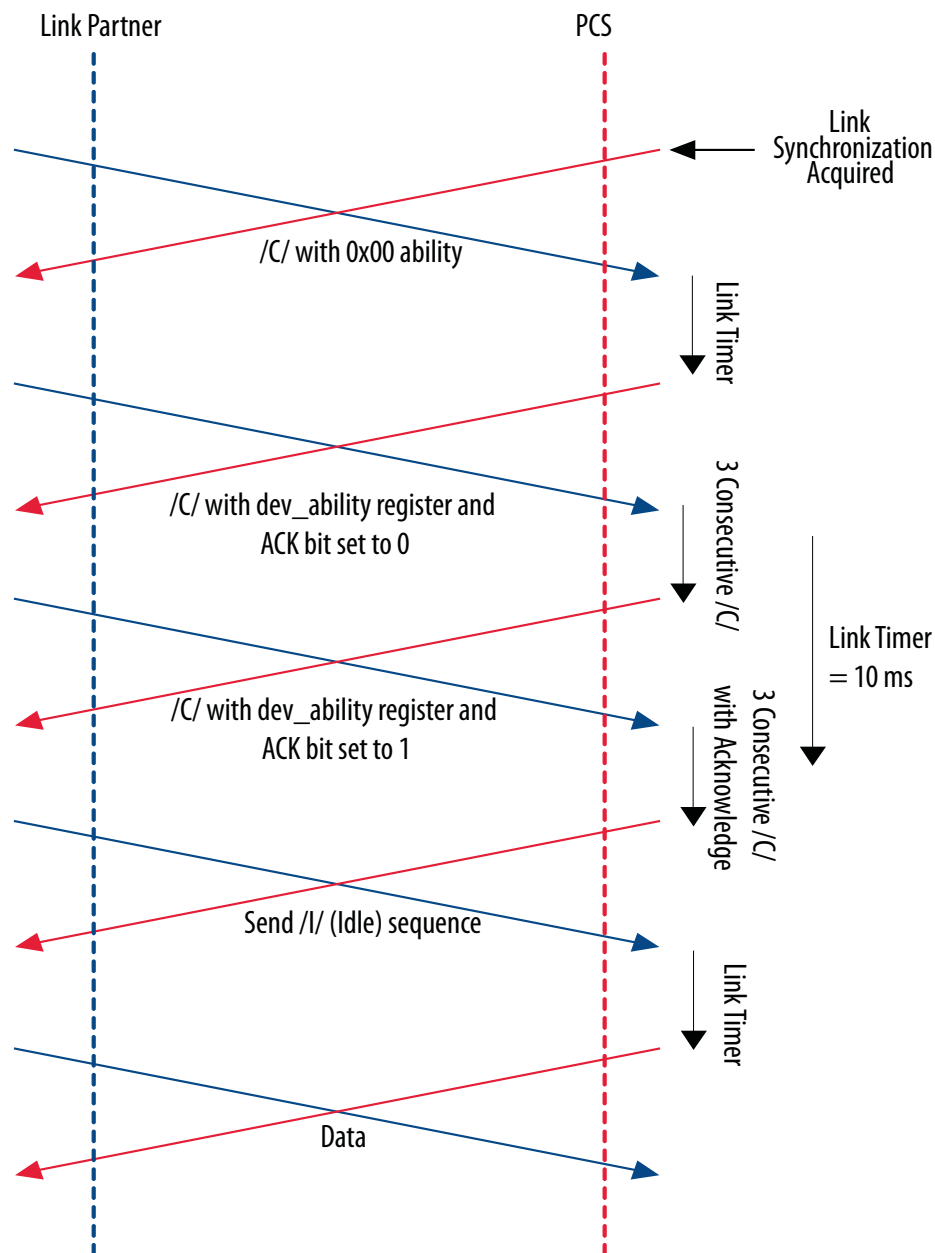 Link Partner
PCS
Link
Synchronization
Acquired
/C/ with 0x00 ability
Link Timer
/C/ with dev_ability register and
ACK bit set to 0
3 Consecutive /C/
Link Timer
= 10 ms
/C/ with dev_ability register and
ACK bit set to 1
3 Consecutive /C/
with Acknowledge
Send /I/ (Idle) sequence
Link Timer
Data